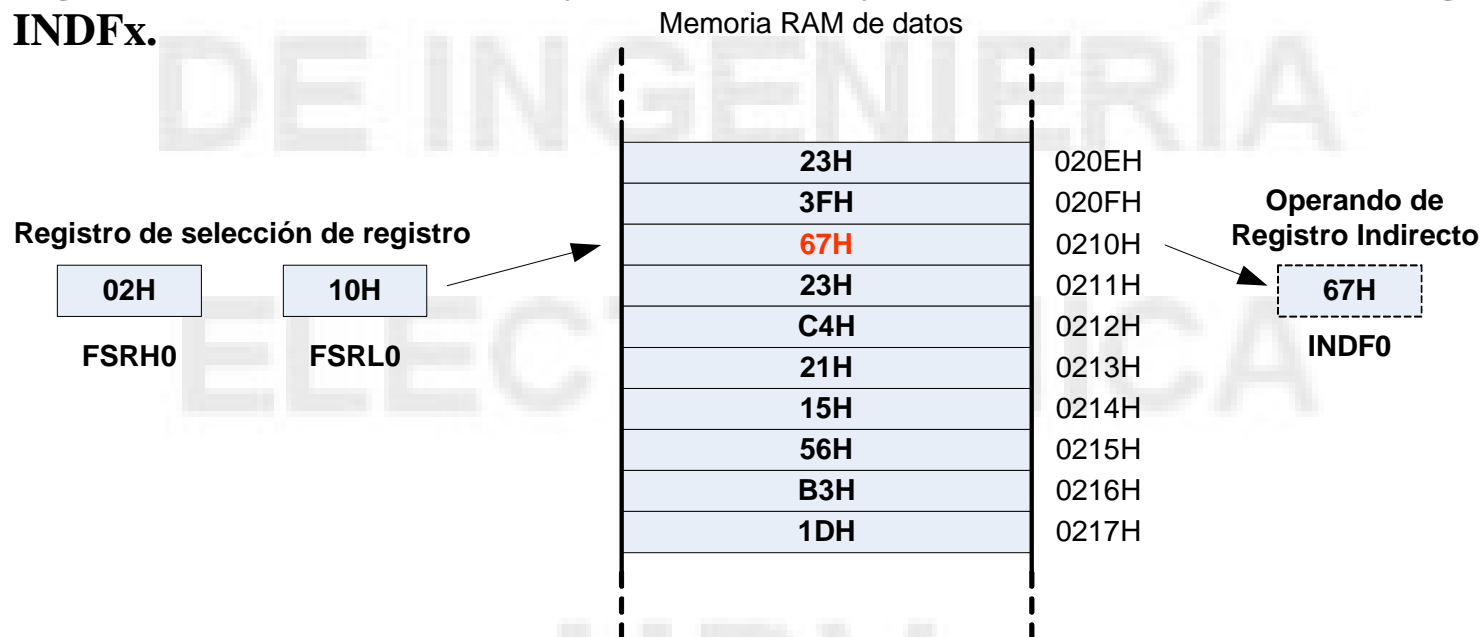 INDFx.
Memoria RAM de datos
23H 020EH
3FH 020FH
67H 0210H
23H 0211H
C4H 0212H
21H 0213H
15H 0214H
56H 0215H
B3H 0216H
1DH 0217H
Registro de selección de registro
02H 10H
FSRH0 FSRL0
Operando de
Registro Indirecto
67H
INDF0
DE INGENIERÍA